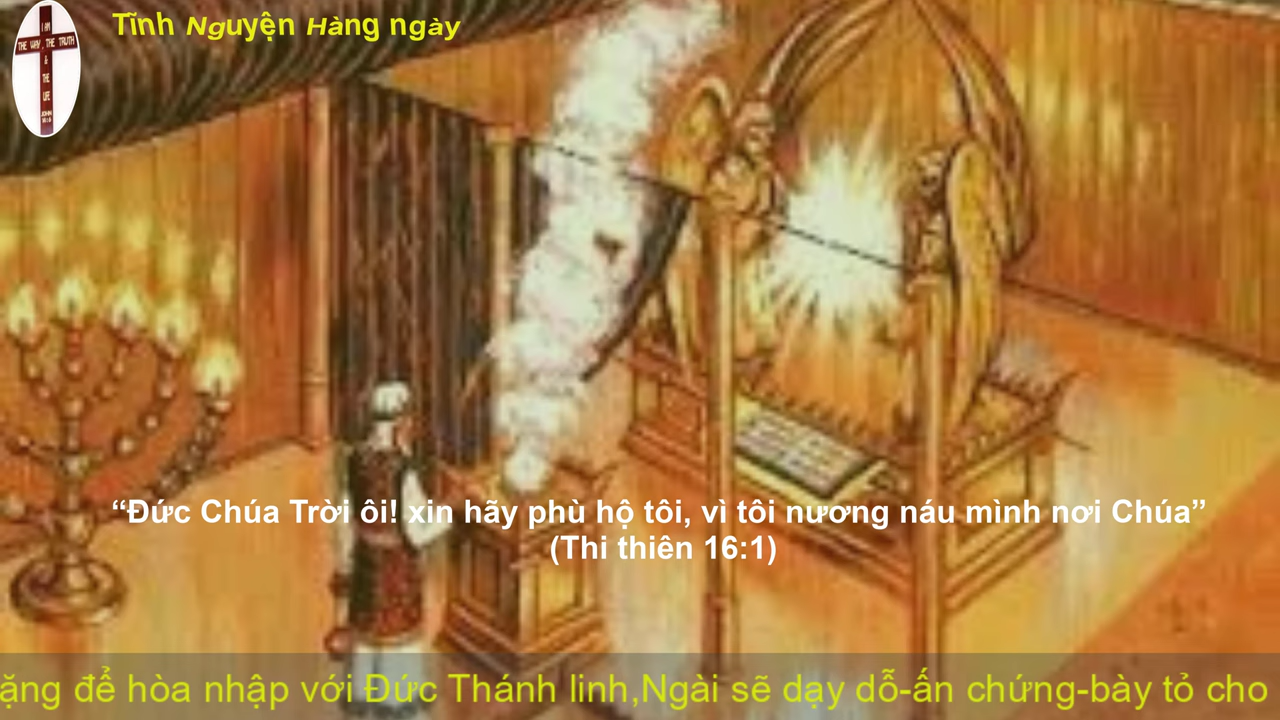 Tĩnh Nguyện Hàng ngày
I AM
THE WAY, THE TRUTH
&
THE
LIFE
JOHN
“Đức Chúa Trời ôi! xin hãy phù hộ tôi, vì tôi nương náu mình nơi Chúa”
(Thi thiên 16:1)
ặng để hòa nhập với Đức Thánh linh,Ngài sẽ dạy dỗ-ấn chứng-bày tỏ cho